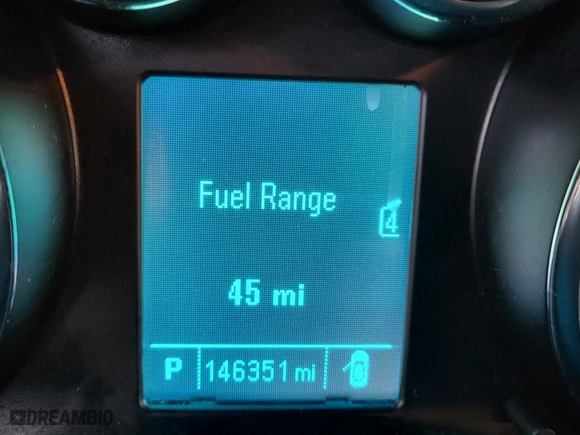 Fuel Range
4
45 mi
P 146351 mi
DREAMBID